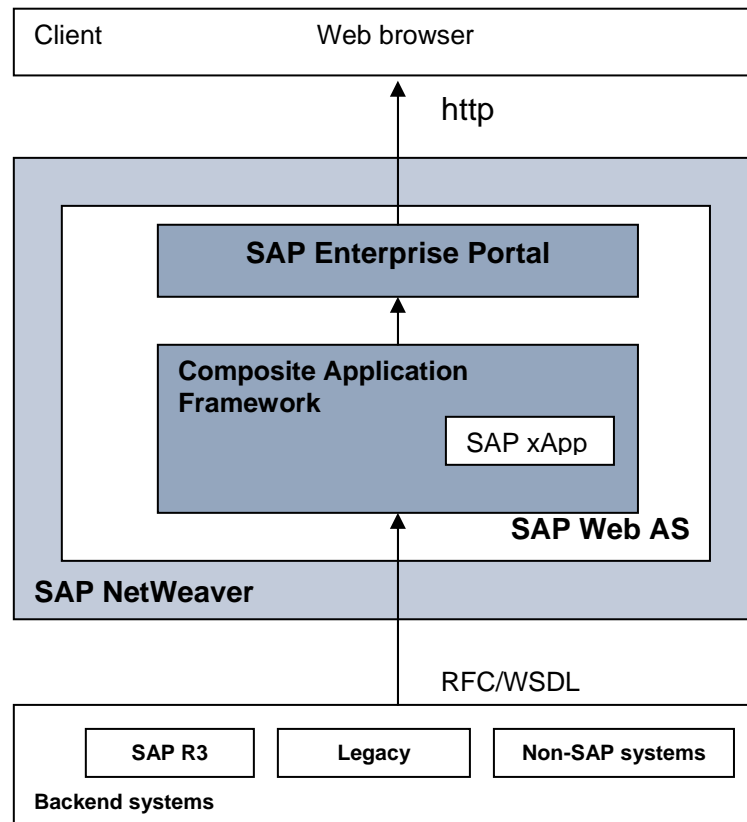 Client Web browser
http
SAP Enterprise Portal
Composite Application
Framework
SAP xApp
SAP Web AS
SAP NetWeaver
RFC/WSDL
SAP R3 Legacy Non-SAP systems
Backend systems